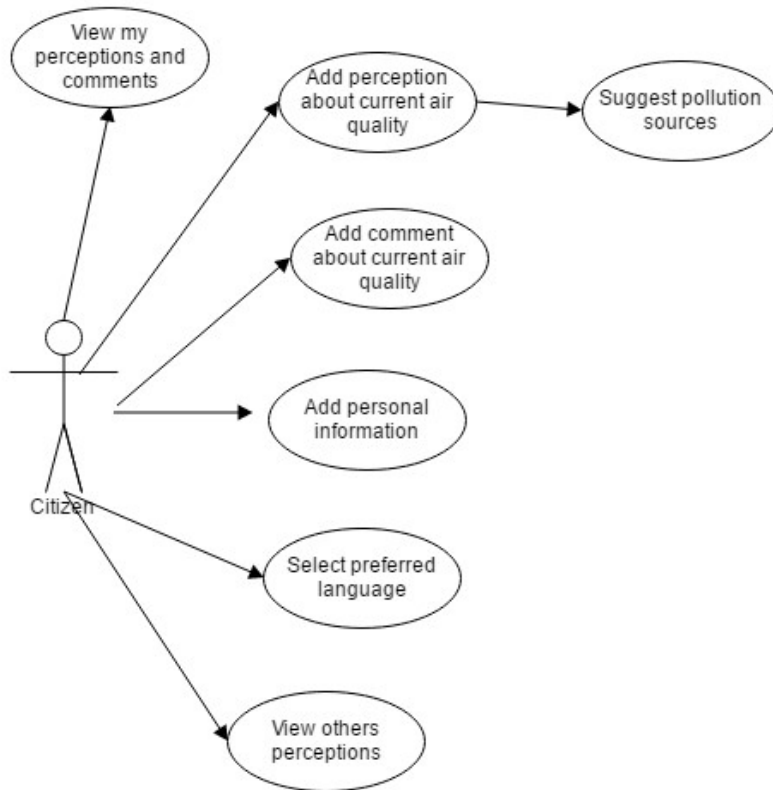 View my
perceptions and
comments
Add perception
about current air
quality
Suggest pollution
sources
Add comment
about current air
quality
Add personal
information
Citizen
Select preferred
language
View others
perceptions